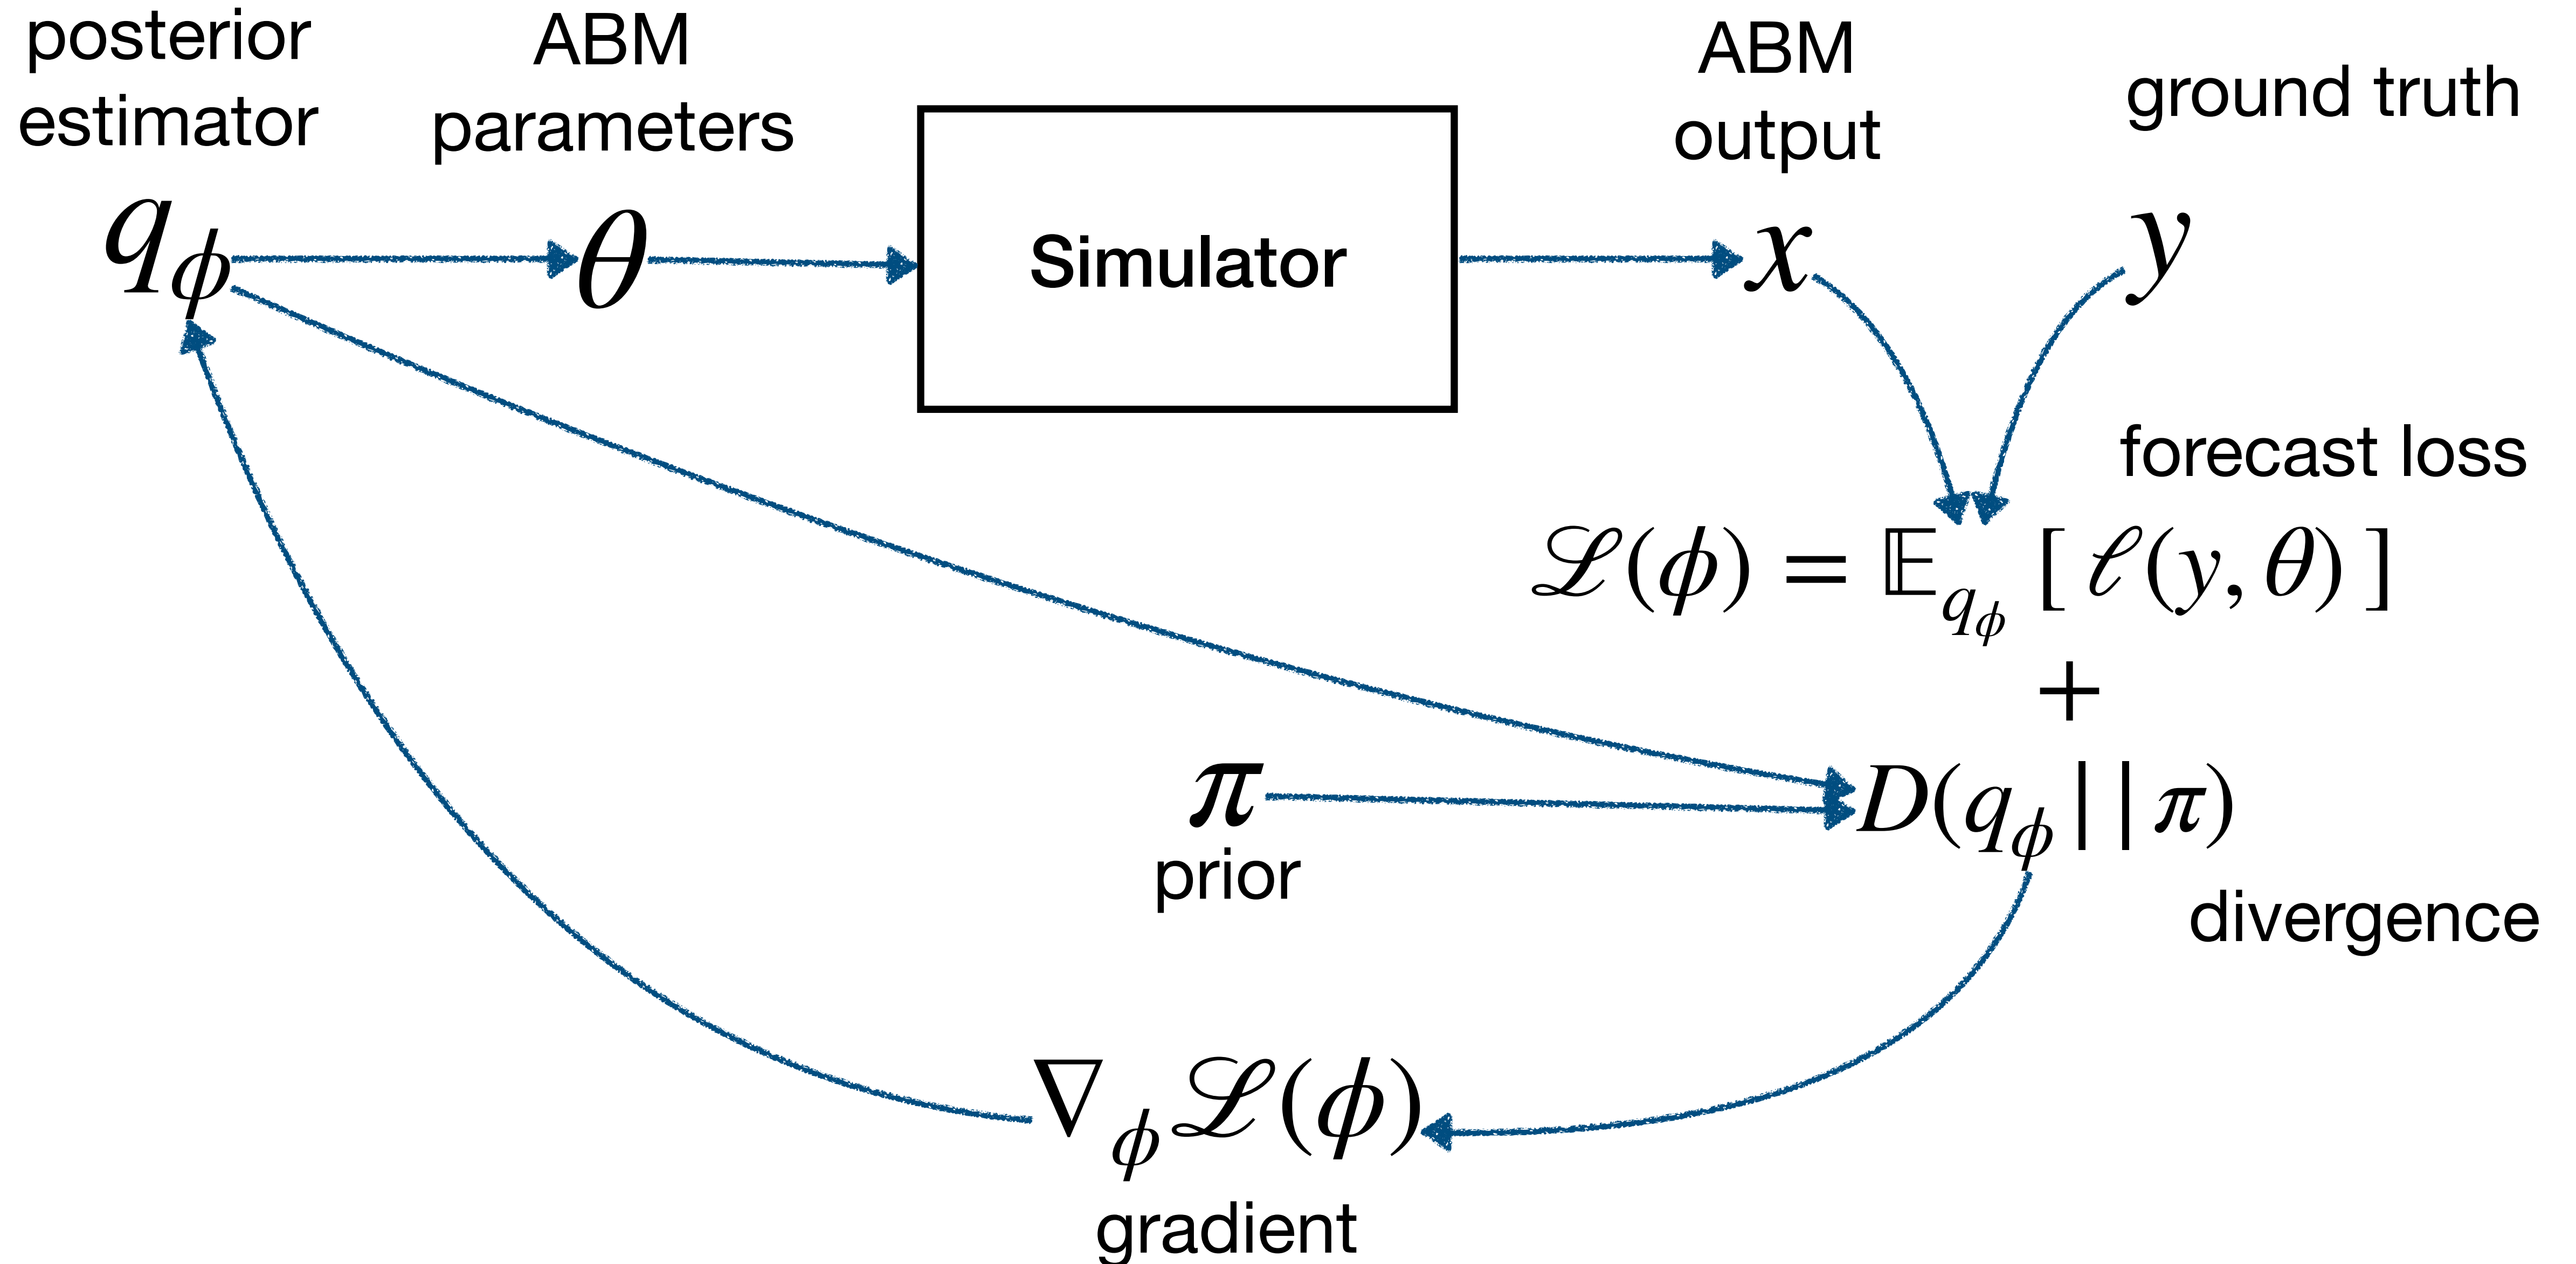 posterior
estimator
ABM
parameters
ABM
output
ground truth
q_ϕ
θ
Simulator
x
y
forecast loss
ℒ(ϕ) = 𝔼_{q_ϕ} [ ℓ(y, θ) ]
+
π
prior
D(q_ϕ || π)
divergence
∇_ϕ ℒ(ϕ)
gradient